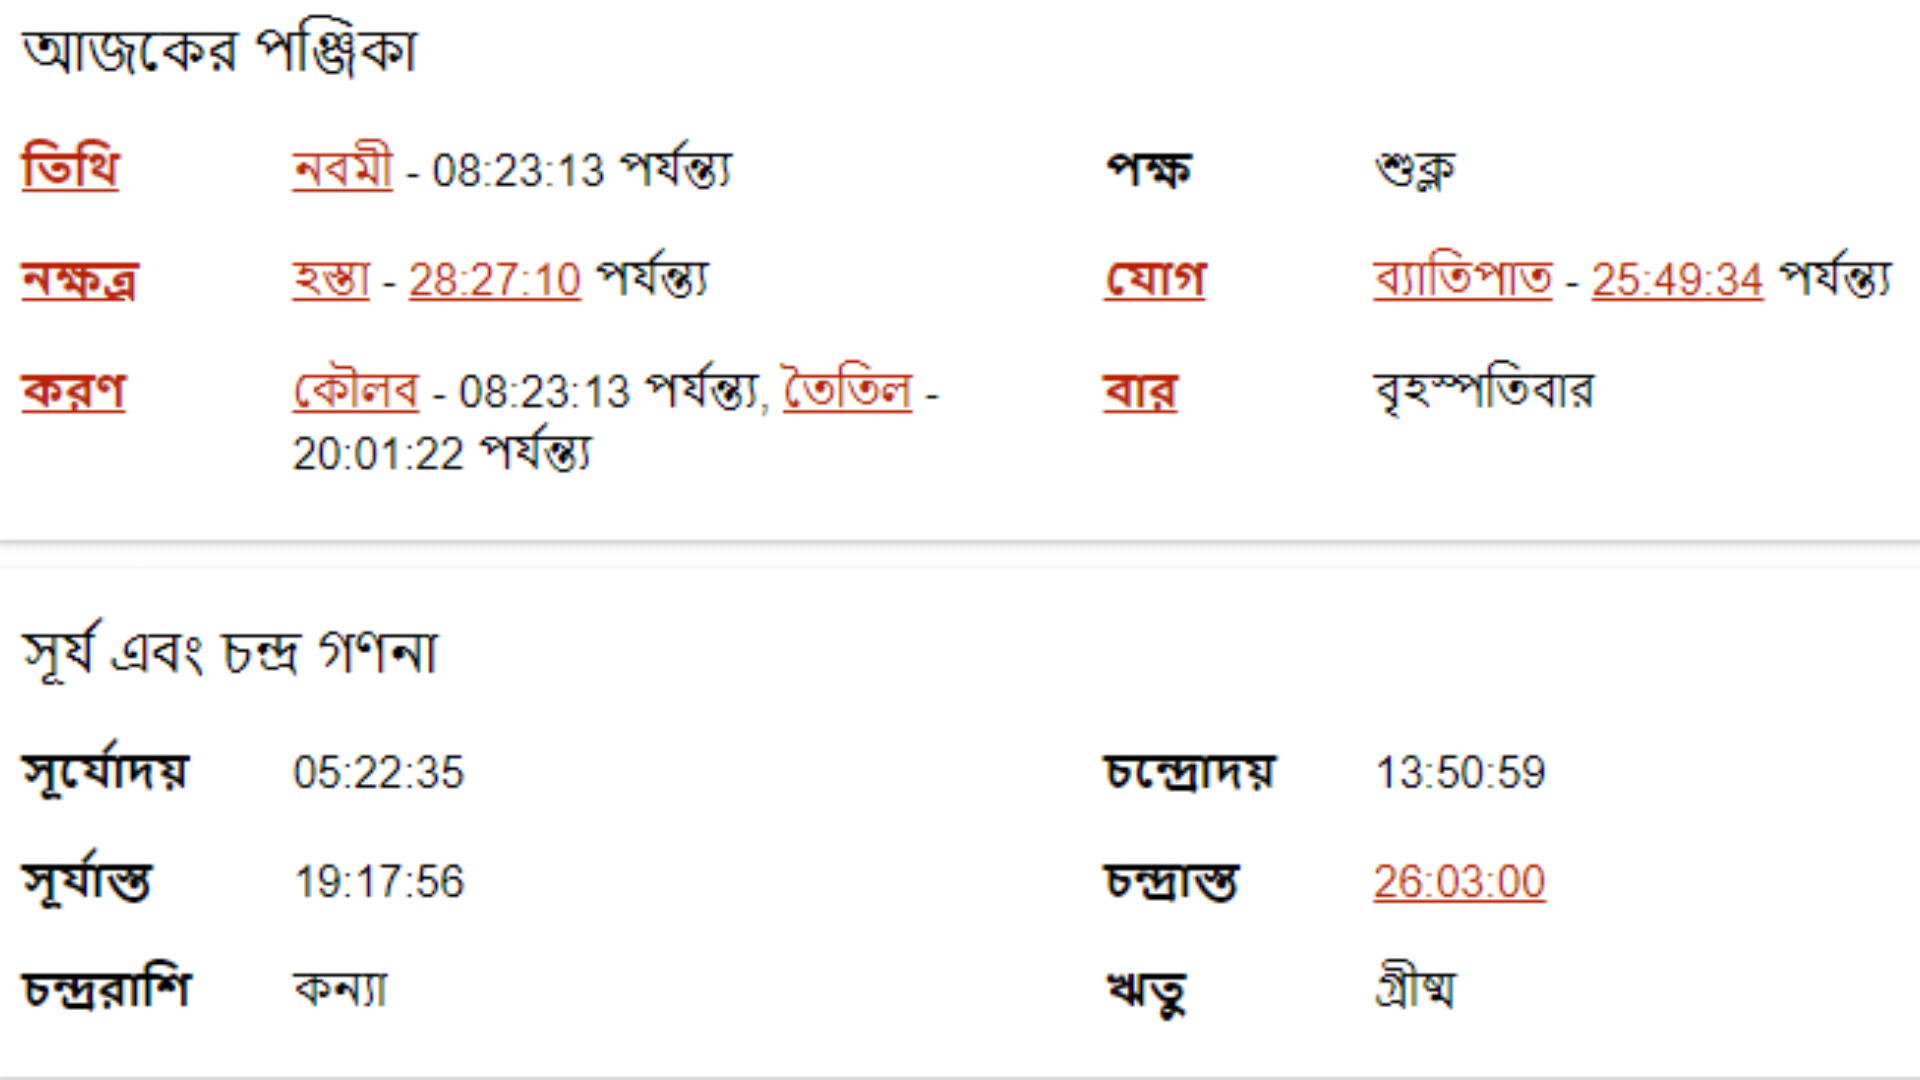 আজকের পঞ্জিকা
তিথি নবমী - 08:23:13 পর্যন্ত্য পক্ষ শুক্ল
নক্ষত্র হস্তা - 28:27:10 পর্যন্ত্য যোগ ব্যাতিপাত - 25:49:34 পর্যন্ত্য
করণ কৌলব - 08:23:13 পর্যন্ত্য, তৈতিল - বার বৃহস্পতিবার
20:01:22 পর্যন্ত্য
সূর্য এবং চন্দ্র গণনা
সূর্যোদয় 05:22:35 চন্দ্রোদয় 13:50:59
সূর্যাস্ত 19:17:56 চন্দ্রাস্ত 26:03:00
চন্দ্ররাশি কন্যা ঋতু গ্রীষ্ম